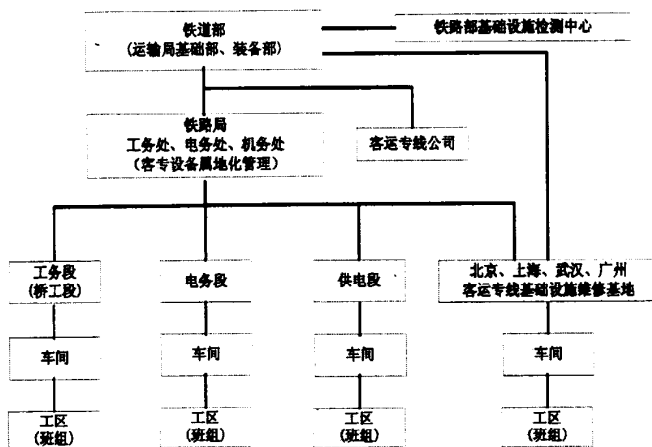 铁道部
(运输局基础部、装备部)
铁路部基础设施检测中心
铁路局
工务处、电务处、机务处
(客专设备属地化管理)
客运专线公司
工务段
(桥工段)
电务段
供电段
北京、上海、武汉、广州
客运专线基础设施维修基地
车间
车间
车间
车间
工区
(班组)
工区
(班组)
工区
(班组)
工区
(班组)